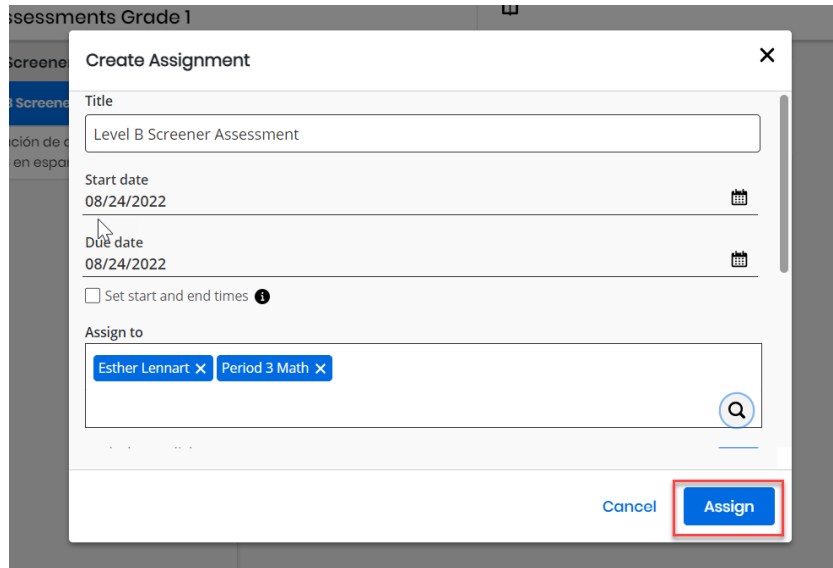 ssessments Grade 1
Screene
Create Assignment
B Screene
Title
Level B Screener Assessment
ación de
en espa
Start date
08/24/2022
Due date
08/24/2022
Set start and end times
Assign to
Esther Lennart
Period 3 Math
Cancel
Assign